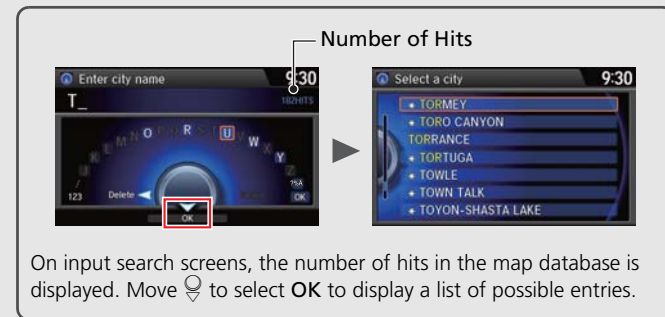 Number of Hits
Enter city name
9:30
T_
182HITS
J K L M N O P Q R S T U V W X Y Z
/
123
Delete
?%Å
OK
OK
Select a city
9:30
TORMEY
TORO CANYON
TORRANCE
TORTUGA
TOWLE
TOWN TALK
TOYON-SHASTA LAKE
On input search screens, the number of hits in the map database is
displayed. Move to select OK to display a list of possible entries.